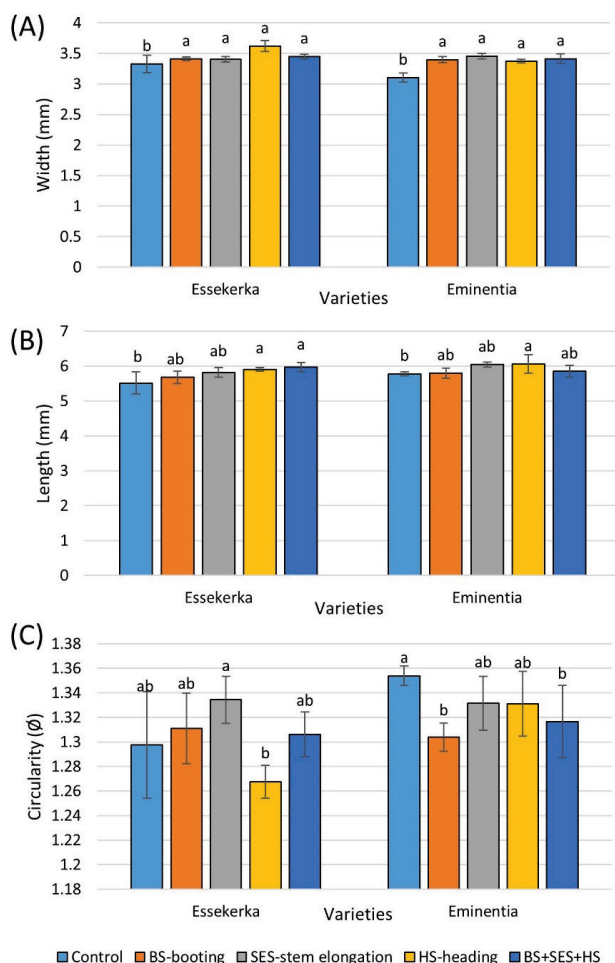 (A)
Width (mm)
4
3.5
3
2.5
2
1.5
1
0.5
0
b a a a a b a a a a
Essekerka Eminentia
Varieties
(B)
Length (mm)
7
6
5
4
3
2
1
0
b ab ab a a b ab ab a ab
Essekerka Eminentia
Varieties
(C)
Circularity (Ø)
1.38
1.36
1.34
1.32
1.3
1.28
1.26
1.24
1.22
1.2
1.18
ab ab a b ab a b ab ab b
Essekerka Eminentia
Varieties
Control BS-booting SES-stem elongation HS-heading BS+SES+HS